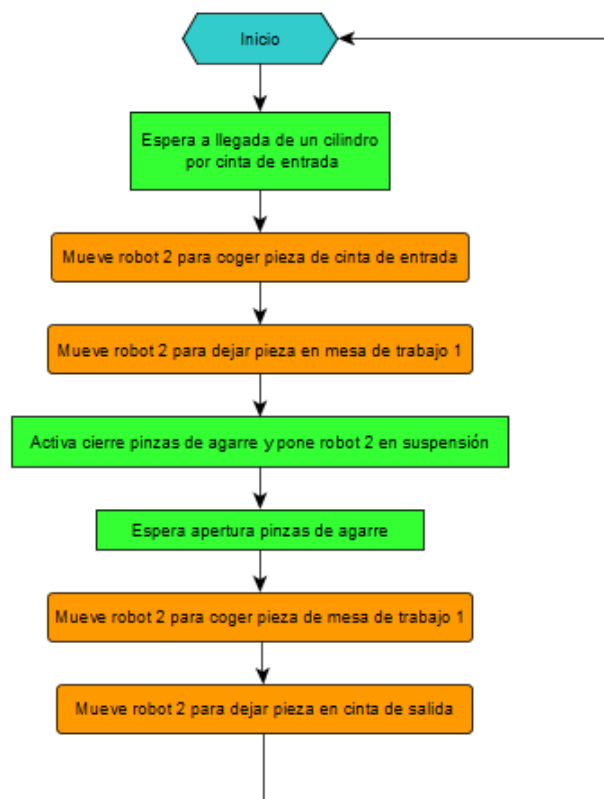 Inicio
Espera a llegada de un cilindro
por cinta de entrada
Mueve robot 2 para coger pieza de cinta de entrada
Mueve robot 2 para dejar pieza en mesa de trabajo 1
Activa cierre pinzas de agarre y pone robot 2 en suspensión
Espera apertura pinzas de agarre
Mueve robot 2 para coger pieza de mesa de trabajo 1
Mueve robot 2 para dejar pieza en cinta de salida